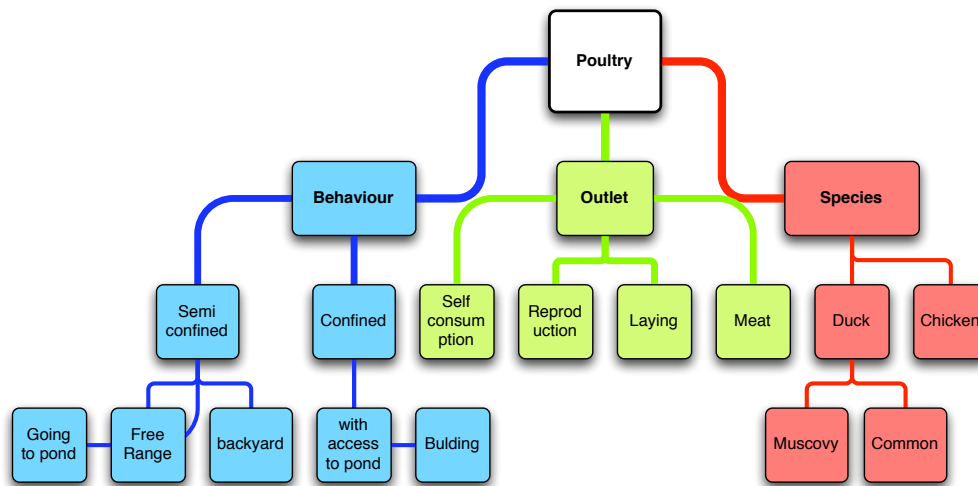 Poultry
Behaviour
Outlet
Species
Semi
confined
Confined
Self
consum
ption
Reprod
uction
Laying
Meat
Duck
Chicken
Going
to pond
Free
Range
backyard
with
access
to pond
Bulding
Muscovy
Common